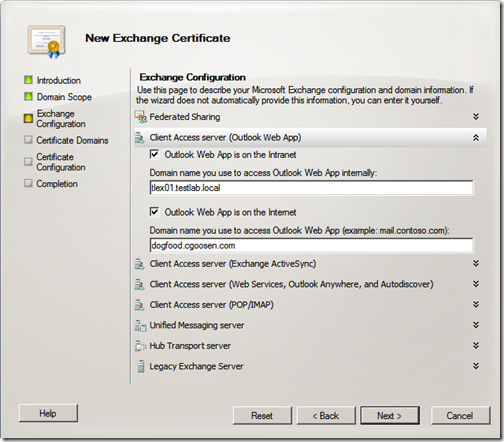 New Exchange Certificate
Introduction
Domain Scope
Exchange
Configuration
Certificate Domains
Certificate
Configuration
Completion
Exchange Configuration
Use this page to describe your Microsoft Exchange configuration and domain information. If
the wizard does not automatically provide this information, you can enter it yourself.
Federated Sharing
Client Access server (Outlook Web App)
Outlook Web App is on the Intranet
Domain name you use to access Outlook Web App internally:
tlex01.testlab.local
Outlook Web App is on the Internet
Domain name you use to access Outlook Web App (example: mail.contoso.com):
dogfood.cgoosen.com
Client Access server (Exchange ActiveSync)
Client Access server (Web Services, Outlook Anywhere, and Autodiscover)
Client Access server (POP/IMAP)
Unified Messaging server
Hub Transport server
Legacy Exchange Server
Help
Reset
< Back
Next >
Cancel